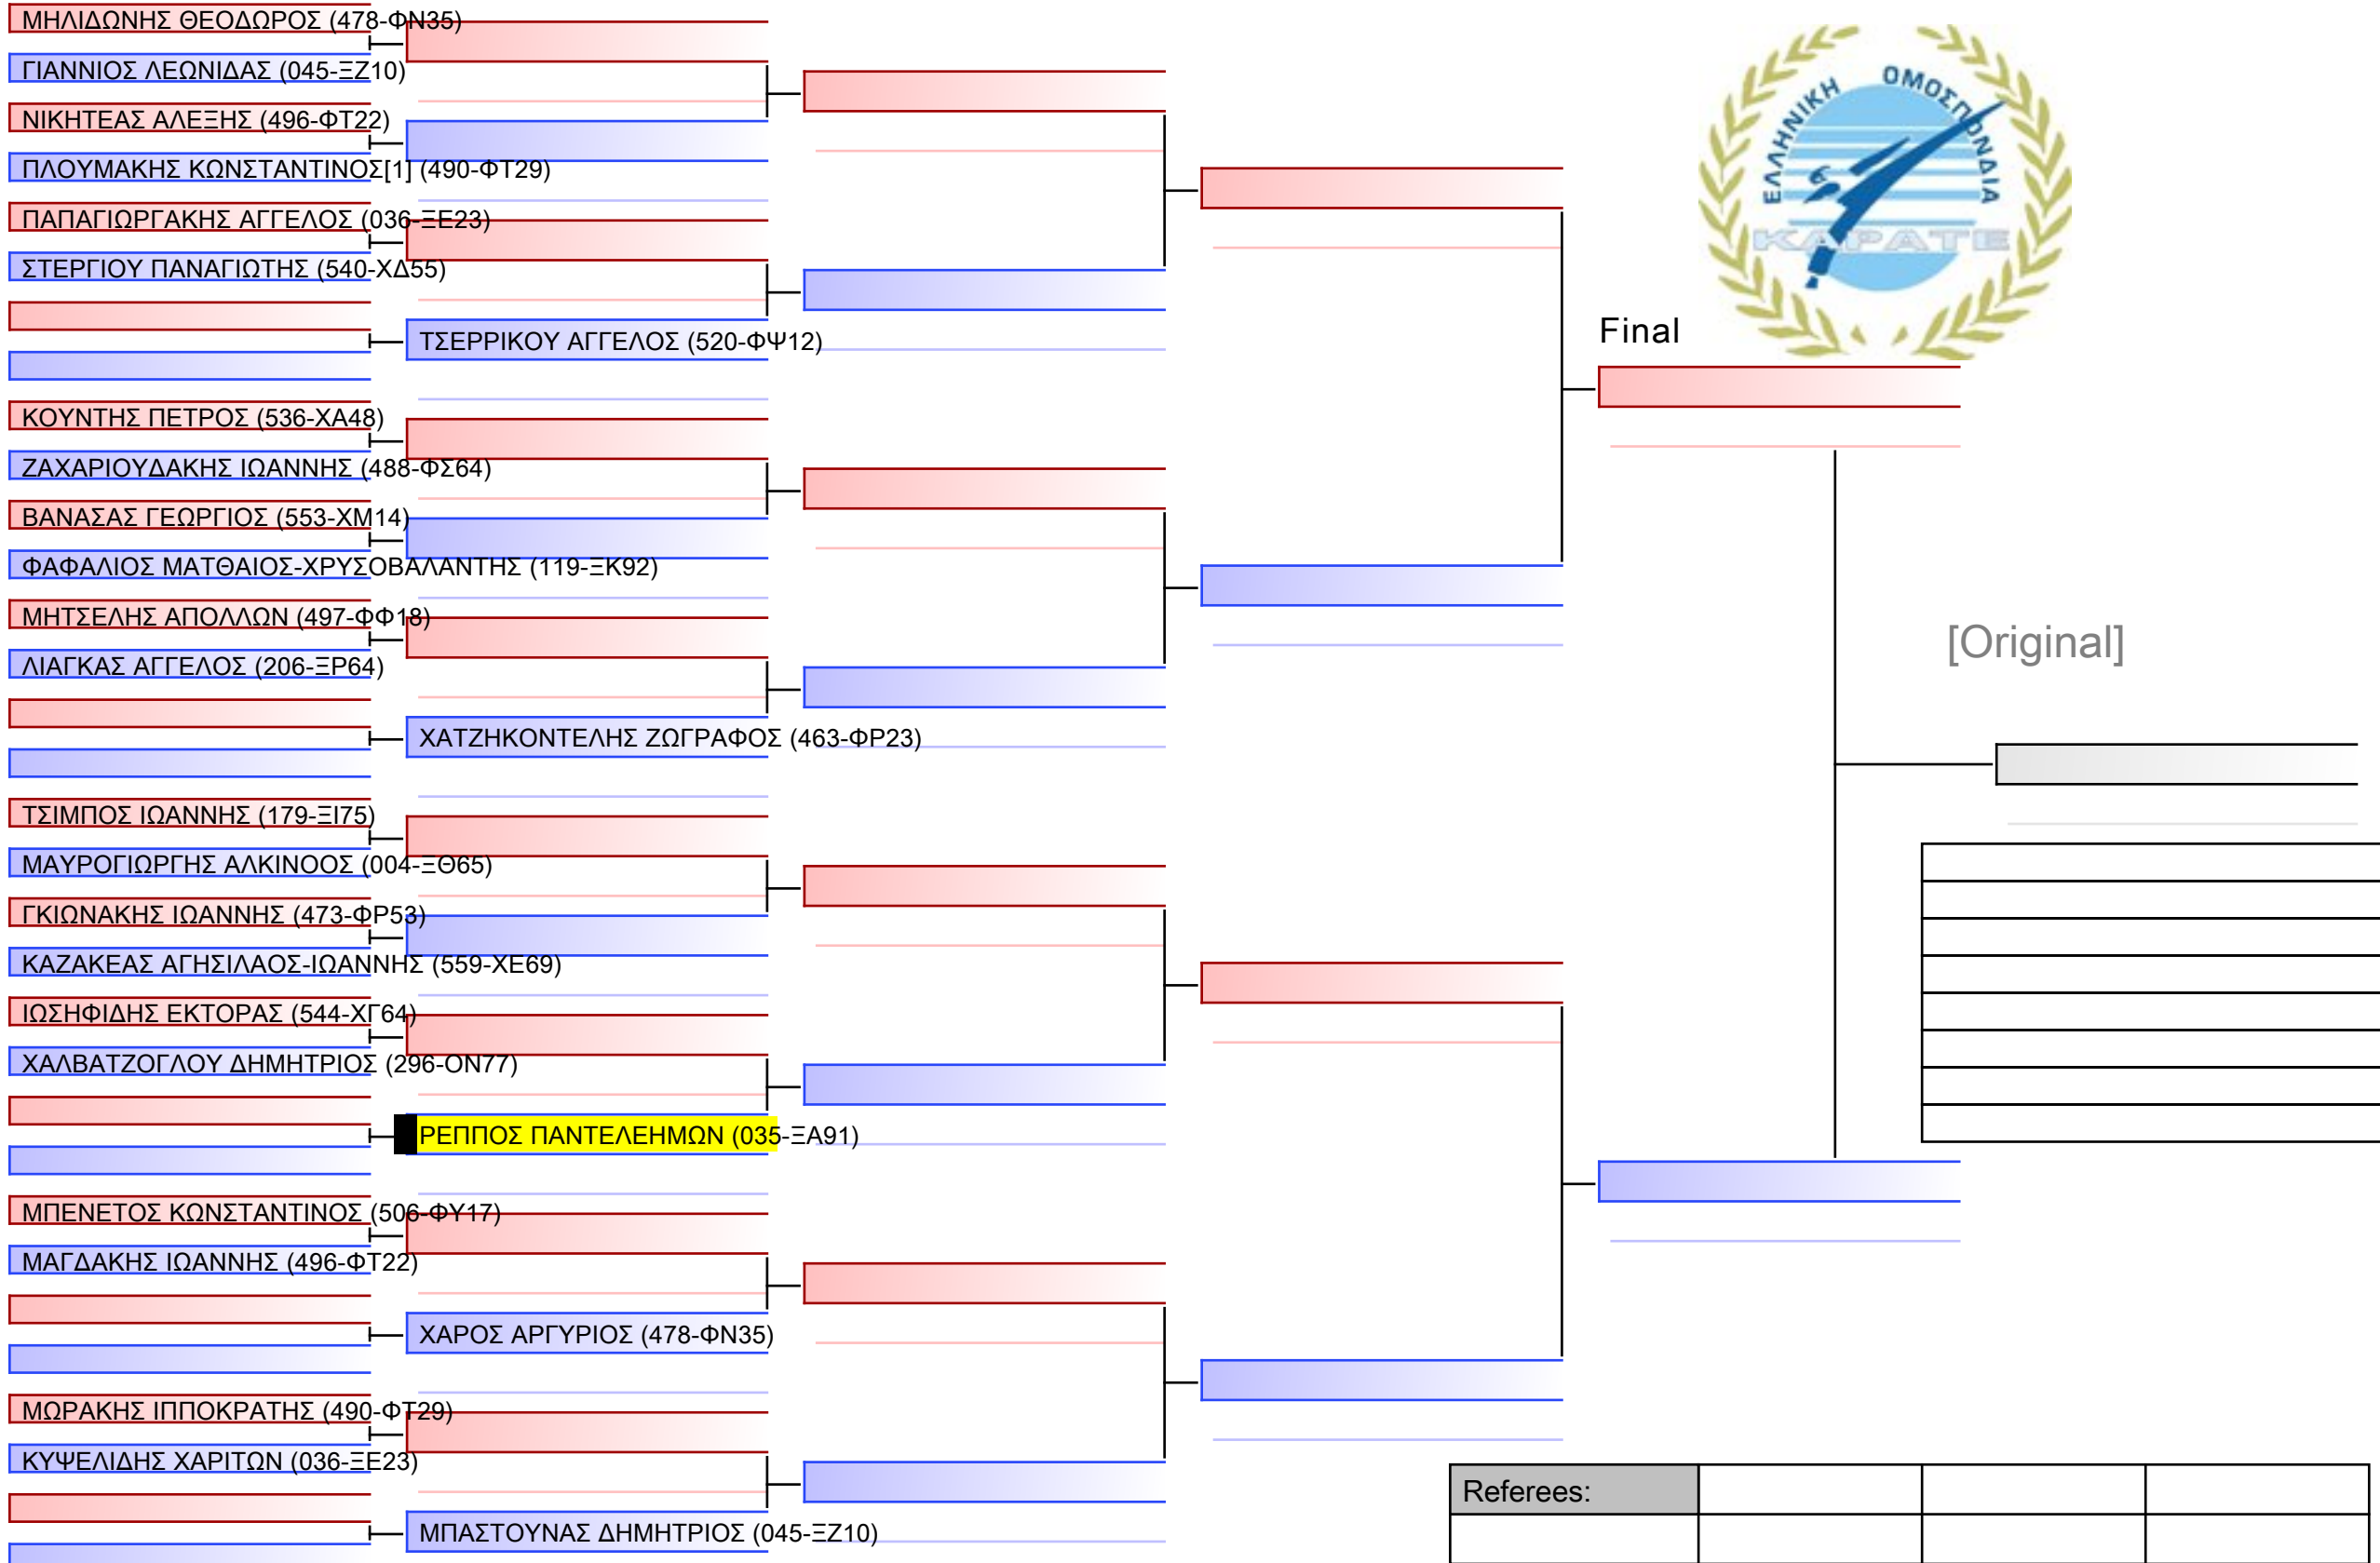 ΜΗΛΙΔΩΝΗΣ ΘΕΟΔΩΡΟΣ (478-ΦΝ35)
ΓΙΑΝΝΙΟΣ ΛΕΩΝΙΔΑΣ (045-ΞΖ10)
ΝΙΚΗΤΕΑΣ ΑΛΕΞΗΣ (496-ΦΤ22)
ΠΛΟΥΜΑΚΗΣ ΚΩΝΣΤΑΝΤΙΝΟΣ[1] (490-ΦΤ29)
ΠΑΠΑΓΙΩΡΓΑΚΗΣ ΑΓΓΕΛΟΣ (036-ΞΕ23)
ΣΤΕΡΓΙΟΥ ΠΑΝΑΓΙΩΤΗΣ (540-ΧΔ55)
ΤΣΕΡΡΙΚΟΥ ΑΓΓΕΛΟΣ (520-ΦΨ12)
ΚΟΥΝΤΗΣ ΠΕΤΡΟΣ (536-ΧΑ48)
ΖΑΧΑΡΙΟΥΔΑΚΗΣ ΙΩΑΝΝΗΣ (488-ΦΣ64)
ΒΑΝΑΣΑΣ ΓΕΩΡΓΙΟΣ (553-ΧΜ14)
ΦΑΦΑΛΙΟΣ ΜΑΤΘΑΙΟΣ-ΧΡΥΣΟΒΑΛΑΝΤΗΣ (119-ΞΚ92)
ΜΗΤΣΕΛΗΣ ΑΠΟΛΛΩΝ (497-ΦΦ18)
ΛΙΑΓΚΑΣ ΑΓΓΕΛΟΣ (206-ΞΡ64)
ΧΑΤΖΗΚΟΝΤΕΛΗΣ ΖΩΓΡΑΦΟΣ (463-ΦΡ23)
ΤΣΙΜΠΟΣ ΙΩΑΝΝΗΣ (179-ΞΙ75)
ΜΑΥΡΟΓΙΩΡΓΗΣ ΑΛΚΙΝΟΟΣ (004-ΞΘ65)
ΓΚΙΩΝΑΚΗΣ ΙΩΑΝΝΗΣ (473-ΦΡ53)
ΚΑΖΑΚΕΑΣ ΑΓΗΣΙΛΑΟΣ-ΙΩΑΝΝΗΣ (559-ΧΕ69)
ΙΩΣΗΦΙΔΗΣ ΕΚΤΟΡΑΣ (544-ΧΓ64)
ΧΑΛΒΑΤΖΟΓΛΟΥ ΔΗΜΗΤΡΙΟΣ (296-ΟΝ77)
ΡΕΠΠΟΣ ΠΑΝΤΕΛΕΗΜΩΝ (035-ΞΑ91)
ΜΠΕΝΕΤΟΣ ΚΩΝΣΤΑΝΤΙΝΟΣ (506-ΦΥ17)
ΜΑΓΔΑΚΗΣ ΙΩΑΝΝΗΣ (496-ΦΤ22)
ΧΑΡΟΣ ΑΡΓΥΡΙΟΣ (478-ΦΝ35)
ΜΩΡΑΚΗΣ ΙΠΠΟΚΡΑΤΗΣ (490-ΦΤ29)
ΚΥΨΕΛΙΔΗΣ ΧΑΡΙΤΩΝ (036-ΞΕ23)
ΜΠΑΣΤΟΥΝΑΣ ΔΗΜΗΤΡΙΟΣ (045-ΞΖ10)
ΕΛΛΗΝΙΚΗ ΟΜΟΣΠΟΝΔΙΑ
ΚΑΡΑΤΕ
Final
[Original]
Referees: